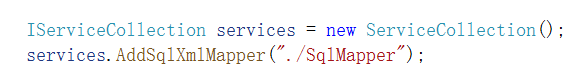 IServiceCollection services = new ServiceCollection();
services.AddSqlXmlMapper("./SqlMapper");